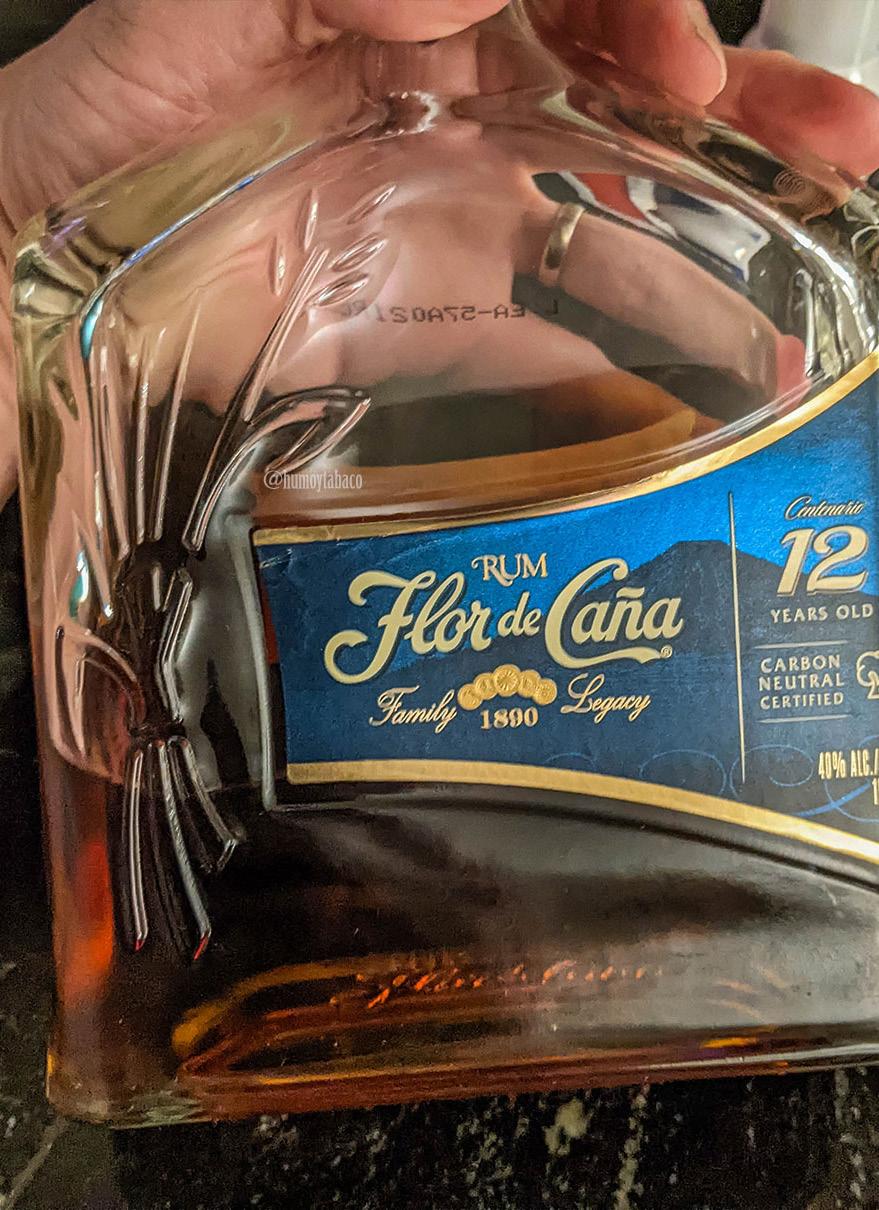 @humoytabaco
RUM
Flor de Caña®
Family Legacy
1890
Centenario
12
YEARS OLD
CARBON
NEUTRAL
CERTIFIED
40% ALC./